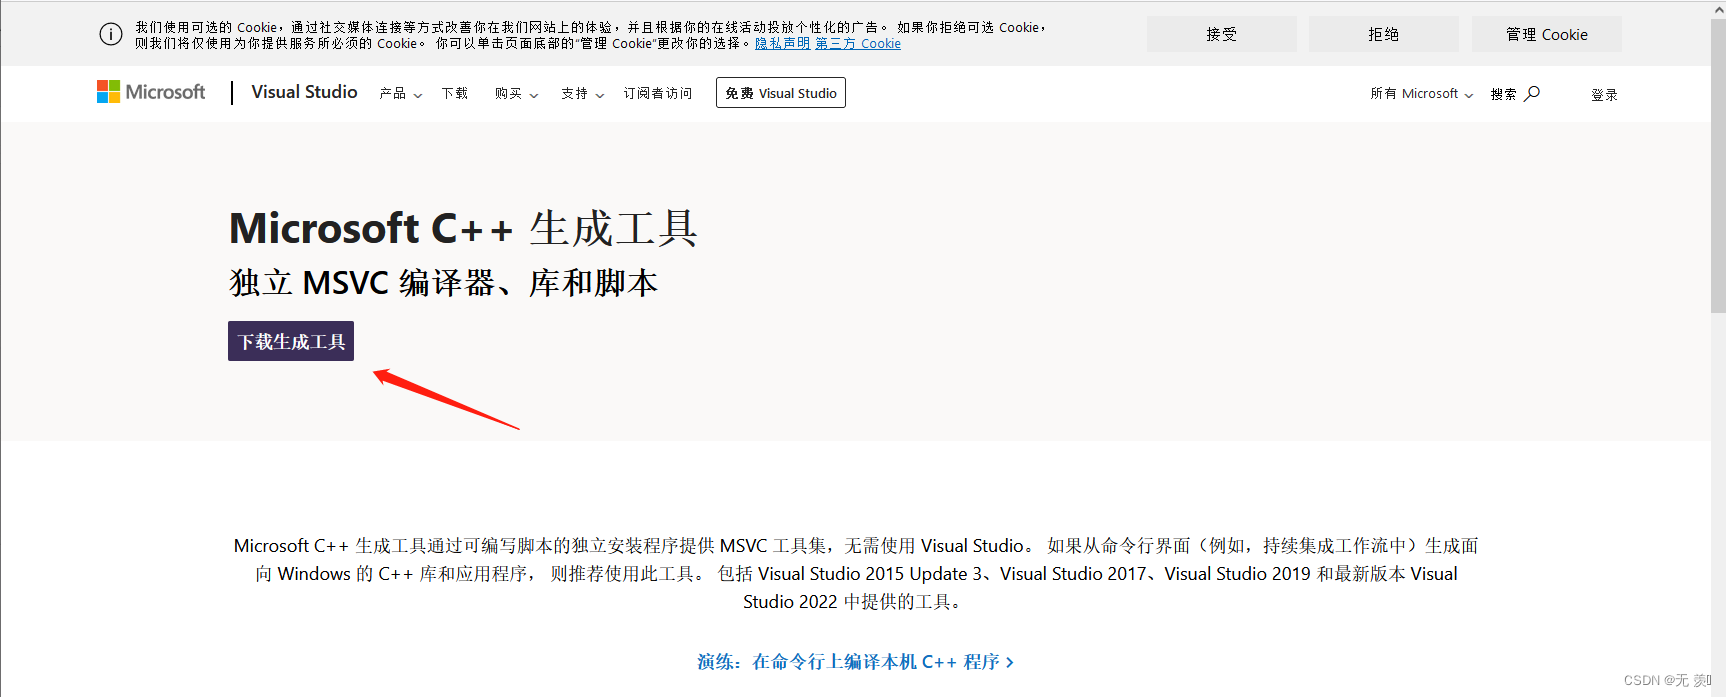 我们使用可选的 Cookie，通过社交媒体连接等方式改善你在我们网站上的体验，并且根据你的在线活动投放个性化的广告。 如果你拒绝可选 Cookie，
则我们将仅使用为你提供服务所必须的 Cookie。 你可以单击页面底部的“管理 Cookie”更改你的选择。隐私声明 第三方 Cookie
接受
拒绝
管理 Cookie
Microsoft
Visual Studio
产品
下载
购买
支持
订阅者访问
免费 Visual Studio
所有 Microsoft
搜索
登录
Microsoft C++ 生成工具
独立 MSVC 编译器、库和脚本
下载生成工具
Microsoft C++ 生成工具通过可编写脚本的独立安装程序提供 MSVC 工具集，无需使用 Visual Studio。 如果从命令行界面（例如，持续集成工作流中）生成面
向 Windows 的 C++ 库和应用程序， 则推荐使用此工具。 包括 Visual Studio 2015 Update 3、Visual Studio 2017、Visual Studio 2019 和最新版本 Visual
Studio 2022 中提供的工具。
演练：在命令行上编译本机 C++ 程序
CSDN @无 羡